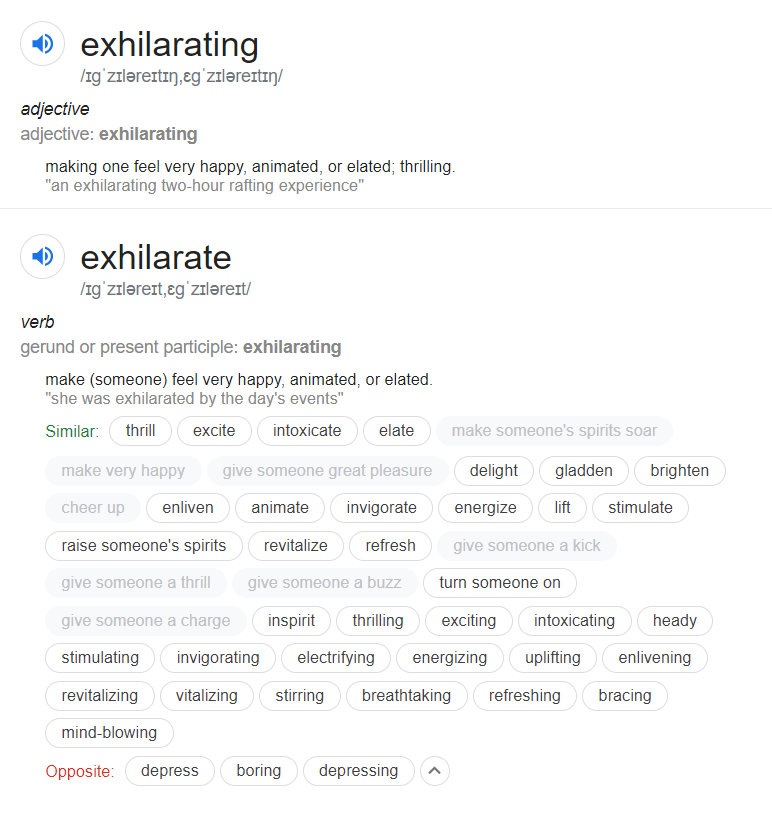 exhilarating
/ɪɡˈzɪləreɪtɪŋ,ɛɡˈzɪləreɪtɪŋ/
adjective
adjective: exhilarating
making one feel very happy, animated, or elated; thrilling.
"an exhilarating two-hour rafting experience"
exhilarate
/ɪɡˈzɪləreɪt,ɛɡˈzɪləreɪt/
verb
gerund or present participle: exhilarating
make (someone) feel very happy, animated, or elated.
"she was exhilarated by the day's events"
Similar: thrill excite intoxicate elate make someone's spirits soar
make very happy give someone great pleasure delight gladden brighten
cheer up enliven animate invigorate energize lift stimulate
raise someone's spirits revitalize refresh give someone a kick
give someone a thrill give someone a buzz turn someone on
give someone a charge inspirit thrilling exciting intoxicating heady
stimulating invigorating electrifying energizing uplifting enlivening
revitalizing vitalizing stirring breathtaking refreshing bracing
mind-blowing
Opposite: depress boring depressing